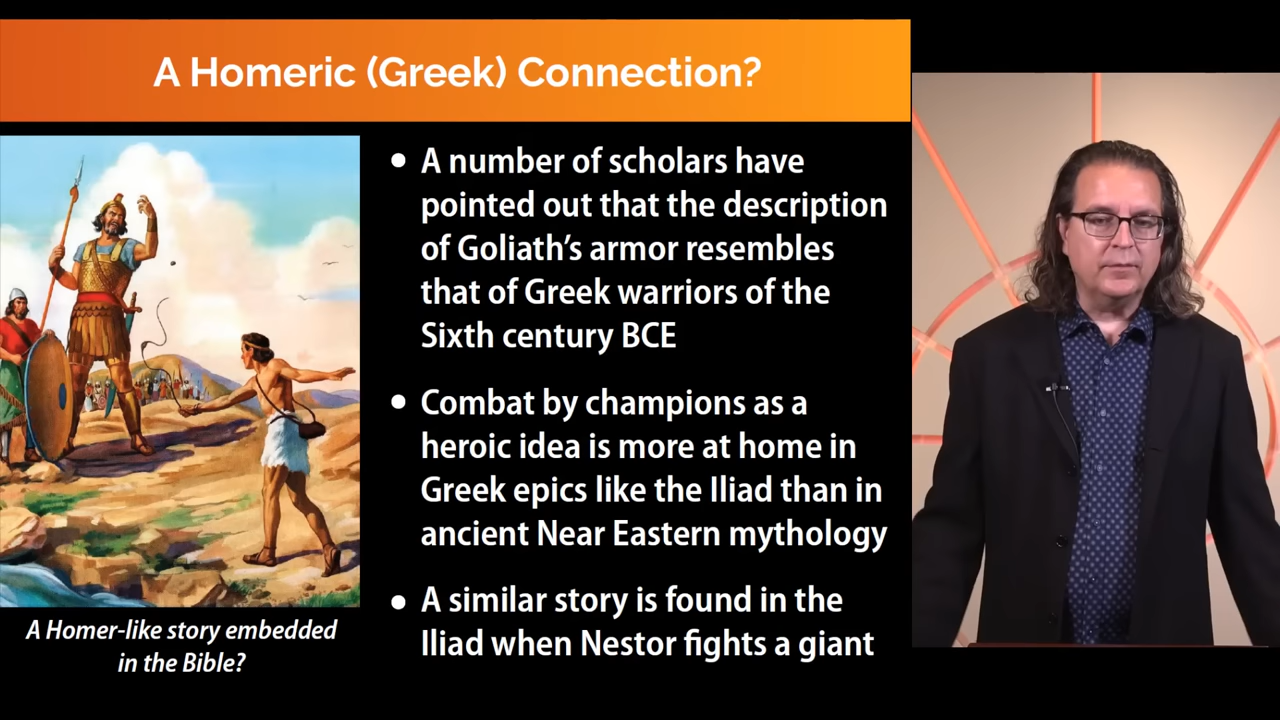 A Homeric (Greek) Connection?
• A number of scholars have
pointed out that the description
of Goliath's armor resembles
that of Greek warriors of the
Sixth century BCE
• Combat by champions as a
heroic idea is more at home in
Greek epics like the Iliad than in
ancient Near Eastern mythology
• A similar story is found in the
Iliad when Nestor fights a giant
A Homer-like story embedded
in the Bible?